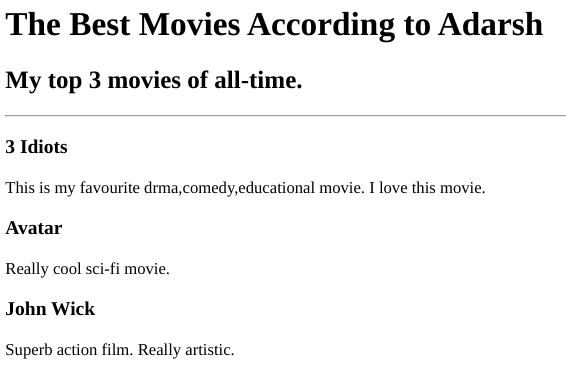 The Best Movies According to Adarsh
My top 3 movies of all-time.
3 Idiots
This is my favourite drma,comedy,educational movie. I love this movie.
Avatar
Really cool sci-fi movie.
John Wick
Superb action film. Really artistic.